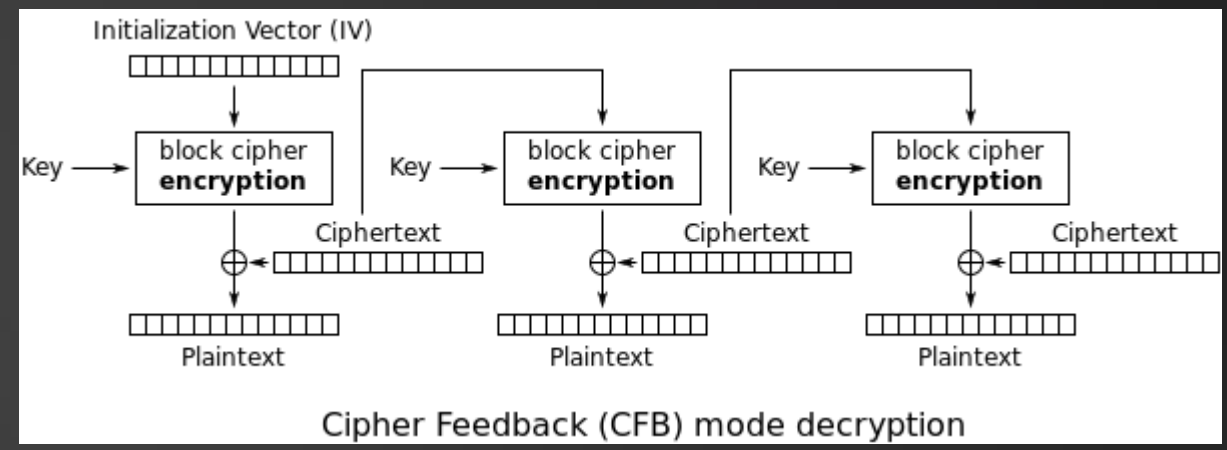 Initialization Vector (IV)
Key
block cipher
encryption
Key
block cipher
encryption
Key
block cipher
encryption
Ciphertext
Ciphertext
Ciphertext
Plaintext
Plaintext
Plaintext
Cipher Feedback (CFB) mode decryption